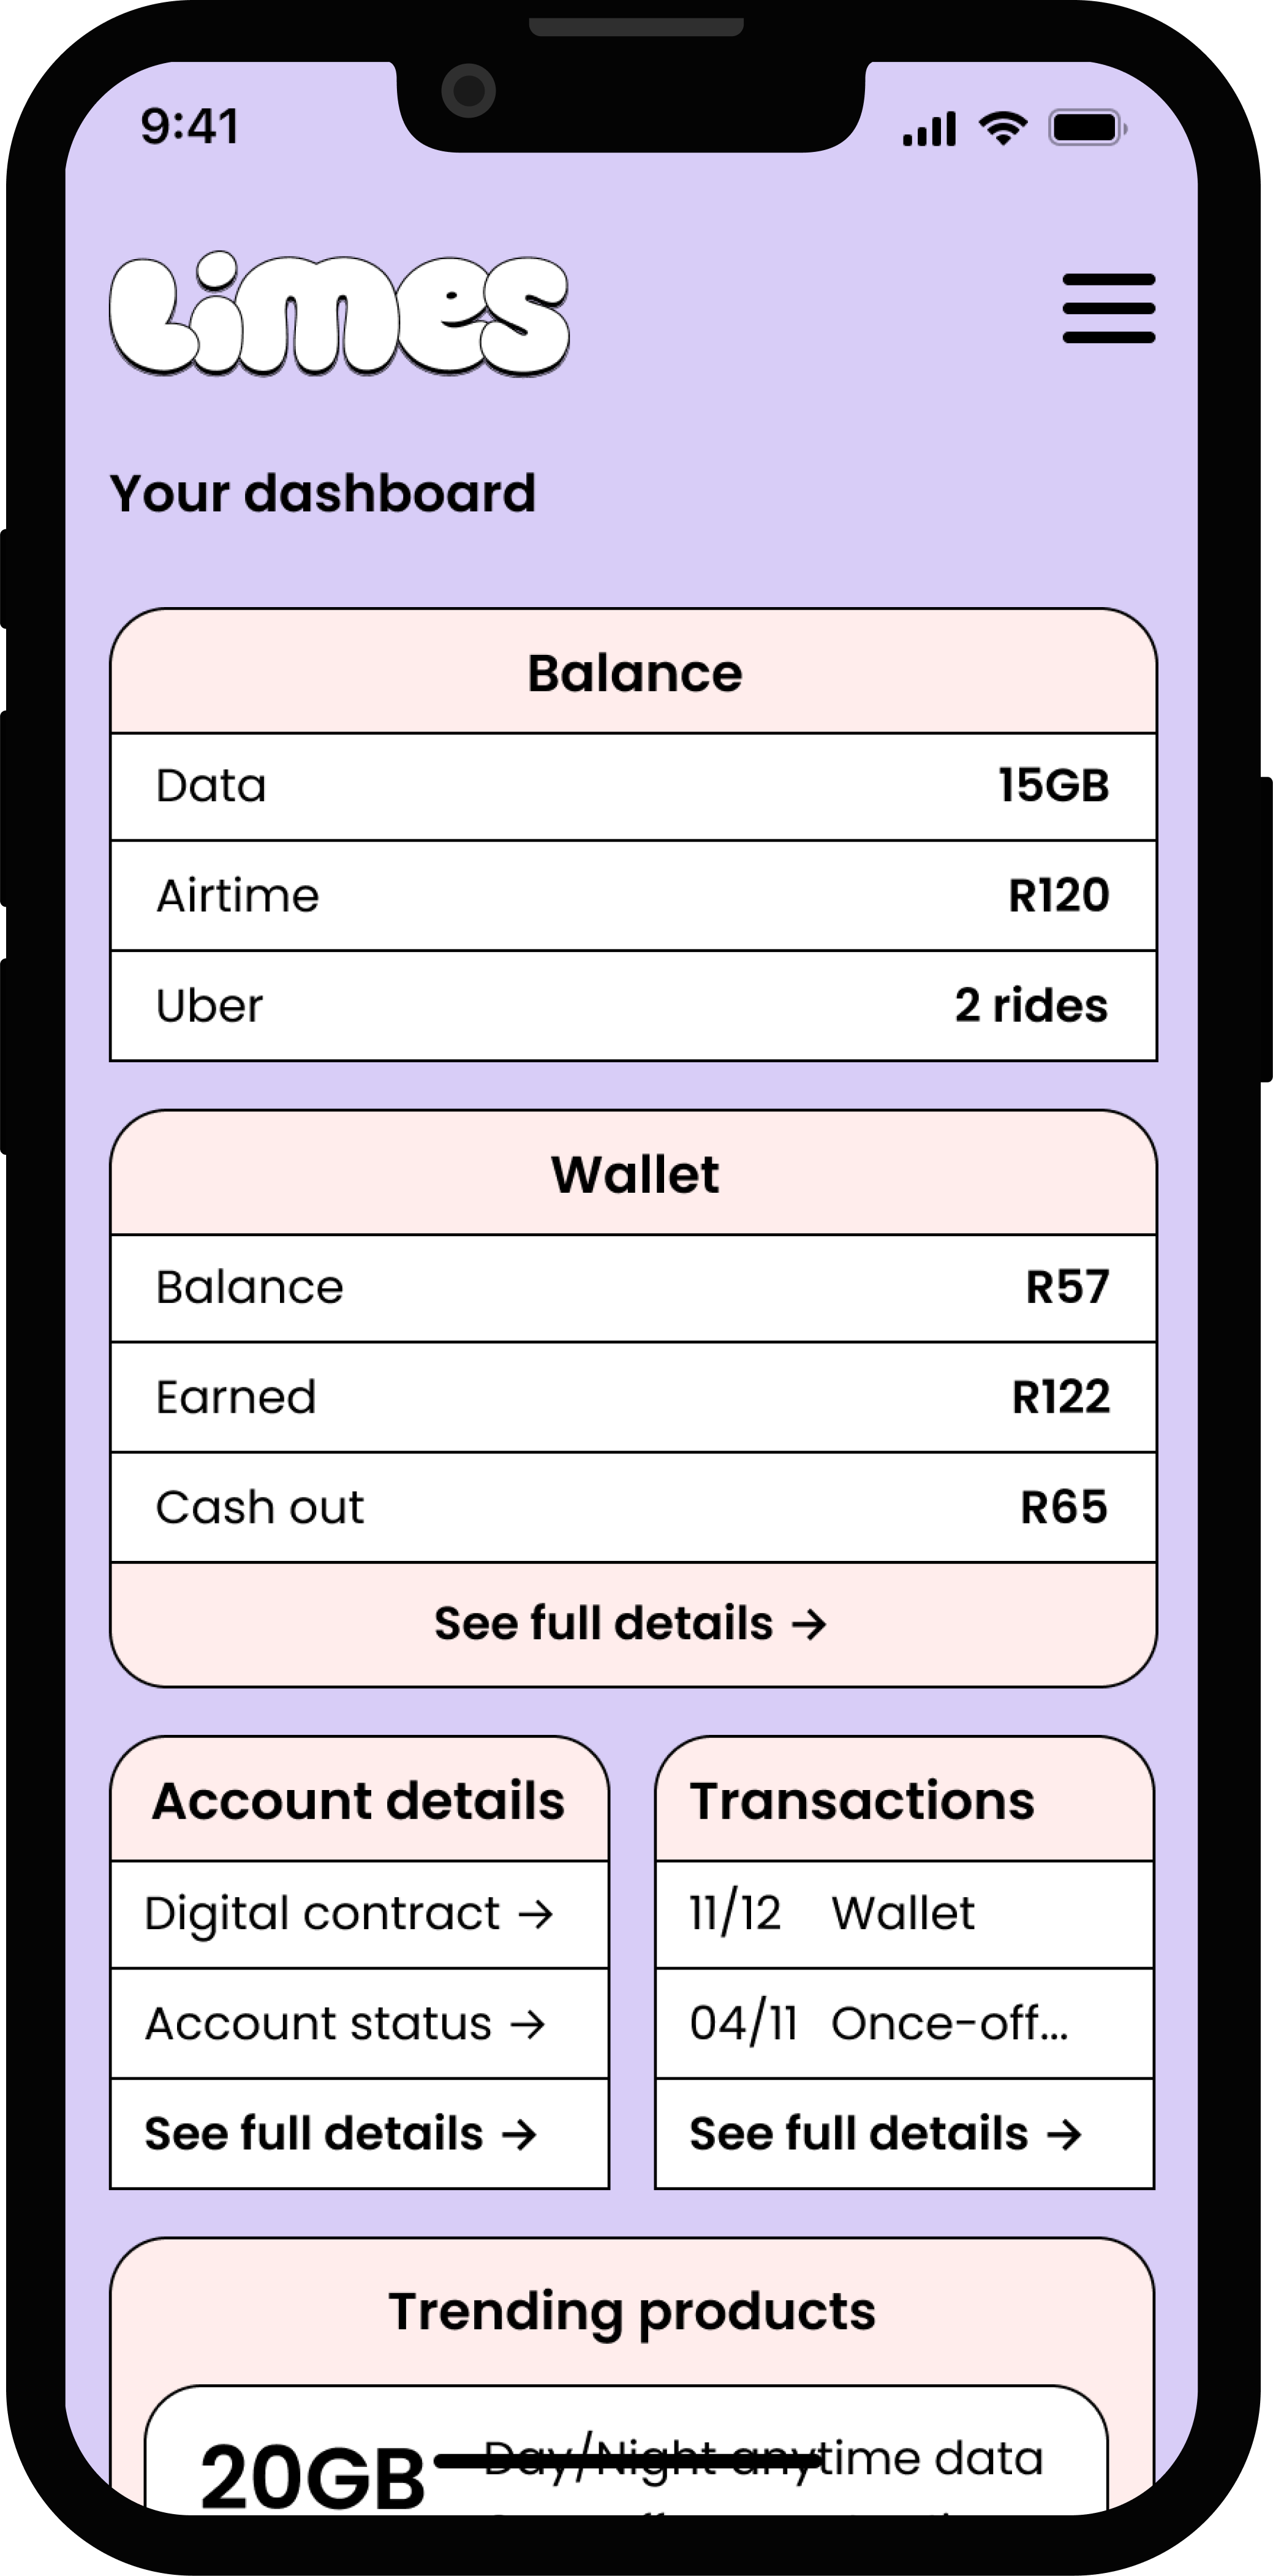 9:41
Limes
Your dashboard
Balance
Data 15GB
Airtime R120
Uber 2 rides
Wallet
Balance R57
Earned R122
Cash out R65
See full details →
Account details
Digital contract →
Account status →
See full details →
Transactions
11/12 Wallet
04/11 Once-off...
See full details →
Trending products
20GB Day/Night anytime data